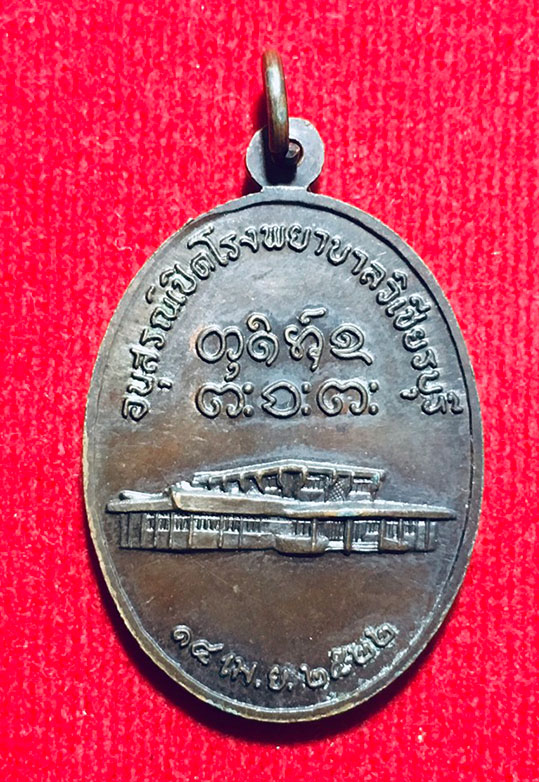 อนุสรณ์เปิดโรงพยาบาลวิเชียรบุรี
๑๔ เม.ย. ๒๕๒๒